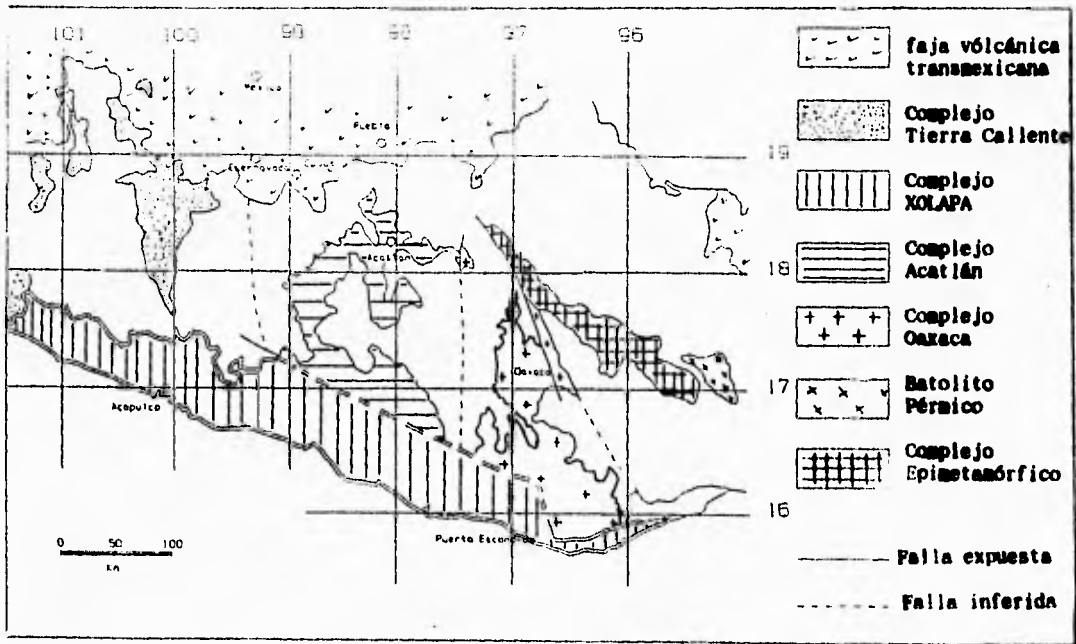 101 100 99 98 97 96
México
Puebla
Cuernavaca
19
Acatlán
18
Oaxaca
17
Acapulco
16
Puerto Escondido
0 50 100
KM
faja vólcánica
transmexicana
Complejo
Tierra Callente
Complejo
XOLAPA
Complejo
Acatlán
Complejo
Oaxaca
Batolito
Pérmico
Complejo
Epimetamórfico
Falla expuesta
Falla inferida